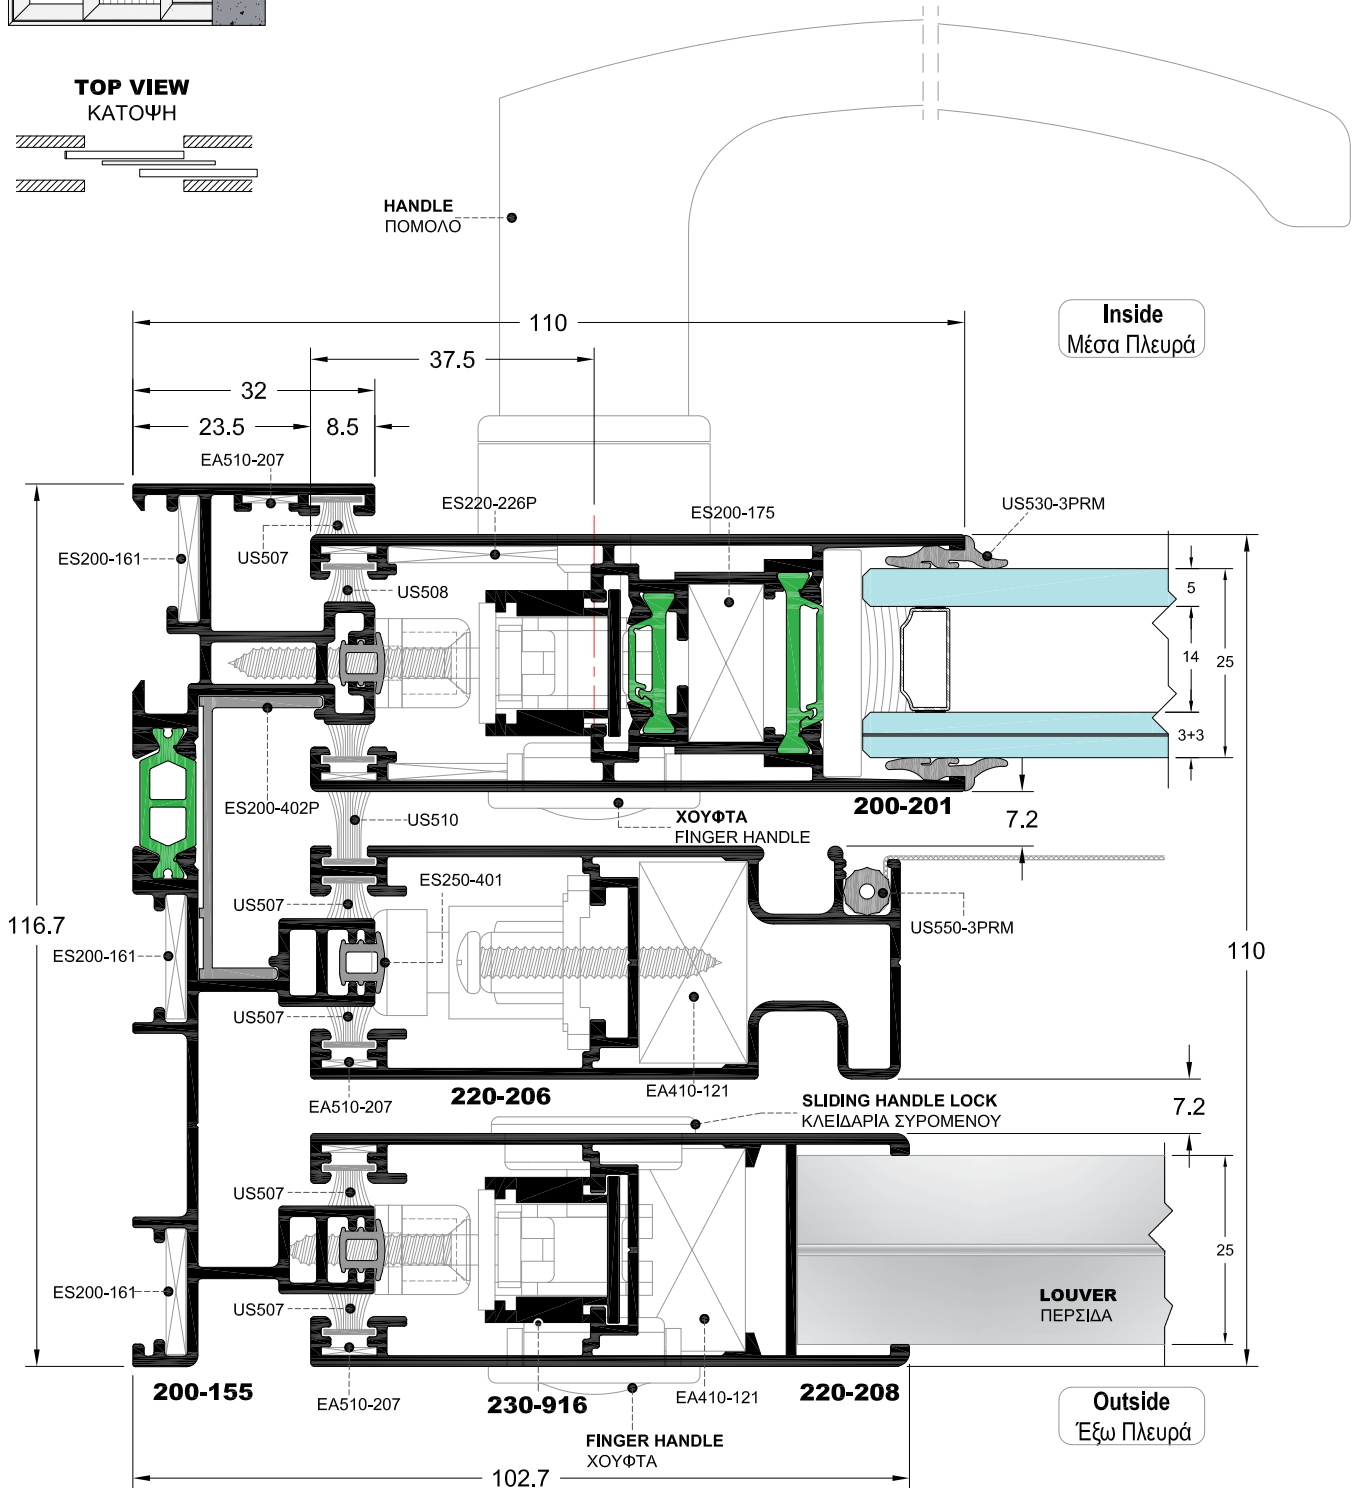 TOP VIEW
ΚΑΤΟΨΗ
HANDLE
ΠΟΜΟΛΟ
Inside
Μέσα Πλευρά
110
37.5
32
23.5
8.5
EA510-207
ES220-226P
ES200-175
US530-3PRM
ES200-161
US507
US508
5
14
25
3+3
ES200-402P
US510
ΧΟΥΦΤΑ
FINGER HANDLE
200-201
7.2
ES250-401
US507
116.7
ES200-161
US550-3PRM
110
US507
EA510-207
220-206
EA410-121
SLIDING HANDLE LOCK
ΚΛΕΙΔΑΡΙΑ ΣΥΡΟΜΕΝΟΥ
7.2
US507
25
ES200-161
US507
LOUVER
ΠΕΡΣΙΔΑ
200-155
EA510-207
230-916
EA410-121
220-208
Outside
Έξω Πλευρά
FINGER HANDLE
ΧΟΥΦΤΑ
102.7